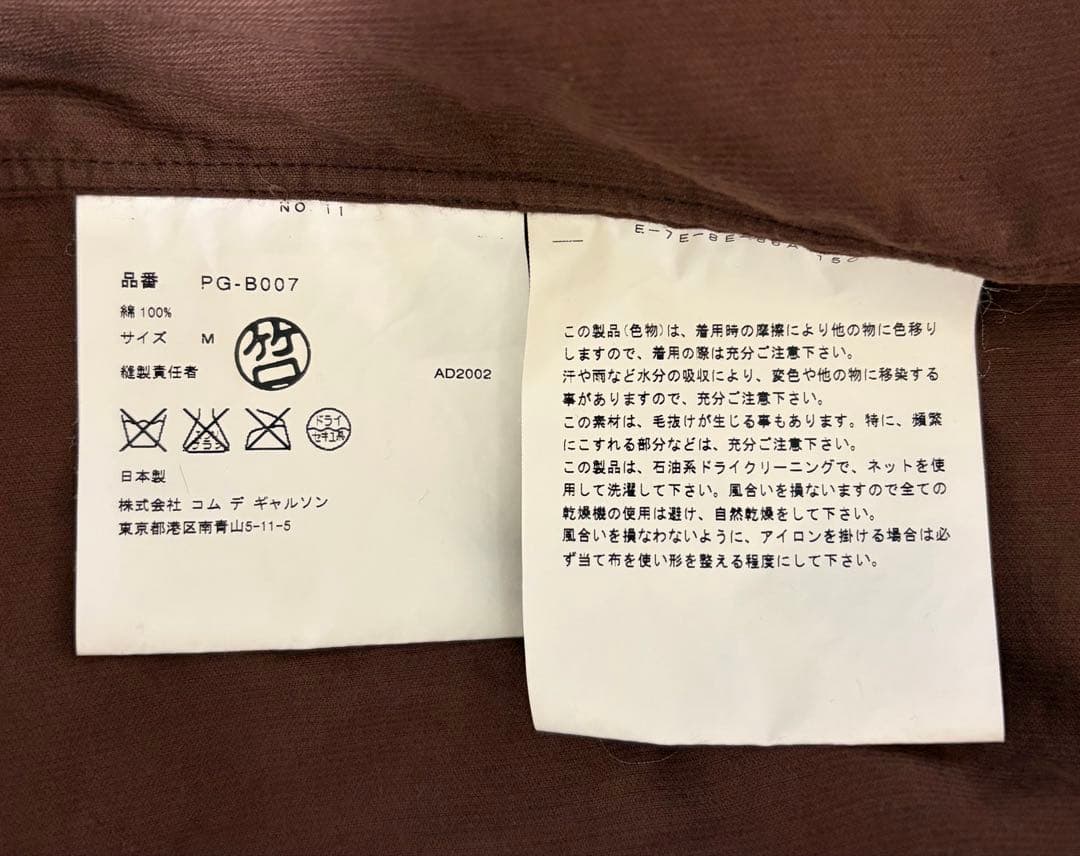 NO. 11
品番 PG-B007
綿 100%
サイズ M
縫製責任者
AD2002
ドライ
セキユ系
日本製
株式会社 コム デ ギャルソン
東京都港区南青山5-11-5
この製品(色物)は、着用時の摩擦により他の物に色移り
しますので、着用の際は充分ご注意下さい。
汗や雨など水分の吸収により、変色や他の物に移染する
事がありますので、充分ご注意下さい。
この素材は、毛抜けが生じる事もあります。特に、頻繁
にこすれる部分などは、充分ご注意下さい。
この製品は、石油系ドライクリーニングで、ネットを使
用して洗濯して下さい。風合いを損ないますので全ての
乾燥機の使用は避け、自然乾燥をして下さい。
風合いを損なわないように、アイロンを掛ける場合は必
ず当て布を使い形を整える程度にして下さい。